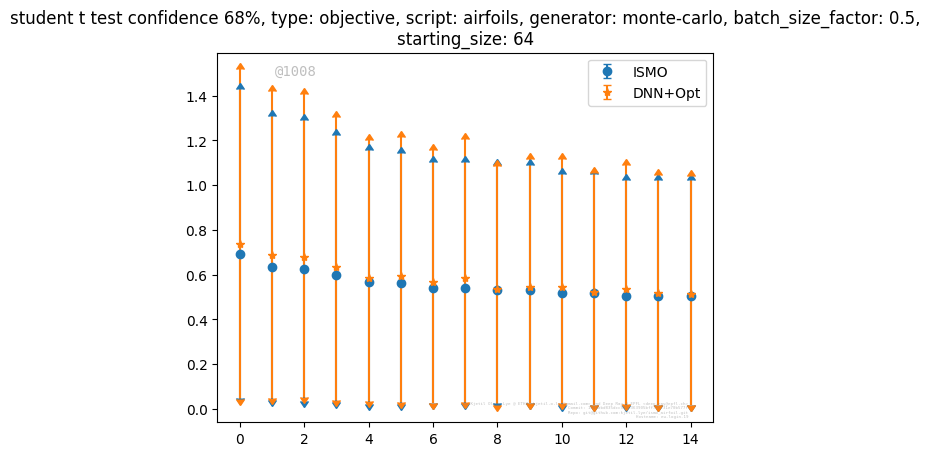 student t test confidence 68%, type: objective, script: airfoils, generator: monte-carlo, batch_size_factor: 0.5,
starting_size: 64
@1008
ISMO
DNN+Opt
1.4
1.2
1.0
0.8
0.6
0.4
0.2
0.0
0 2 4 6 8 10 12 14